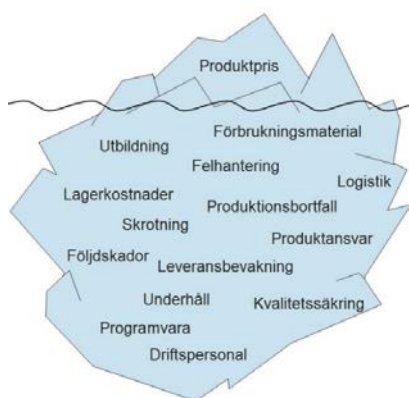 Produktpris
Förbrukningsmaterial
Utbildning
Felhantering
Logistik
Lagerkostnader
Produktionsbortfall
Skrotning
Produktansvar
Följdskador
Leveransbevakning
Underhåll
Kvalitetssäkring
Programvara
Driftspersonal